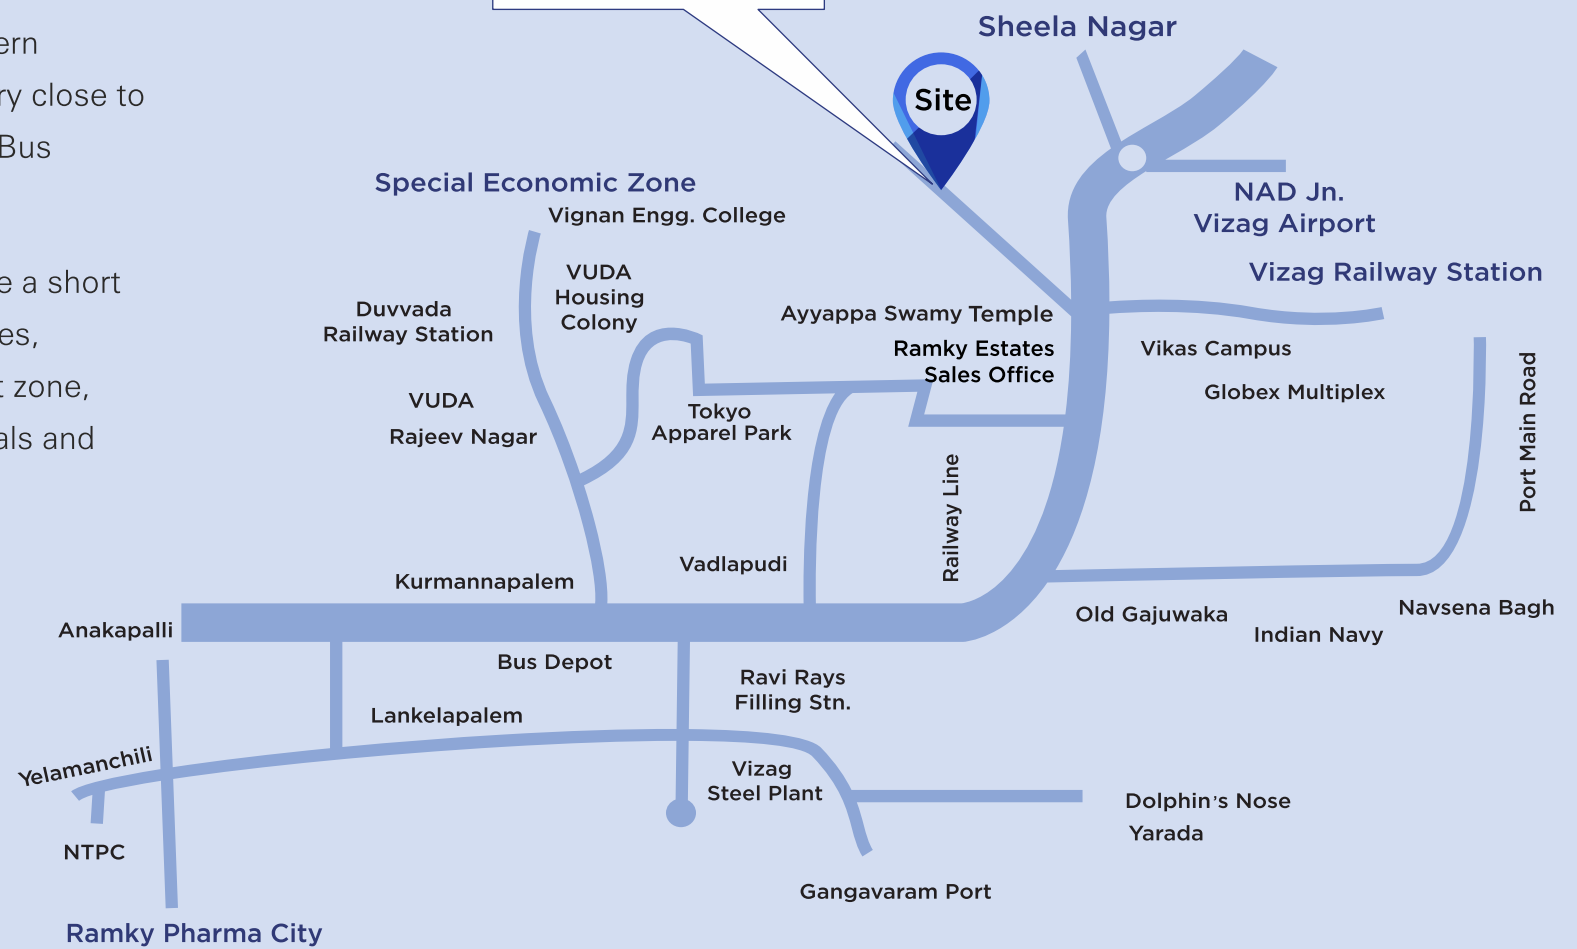 ern
ry close to
Bus
e a short
es,
t zone,
als and
Sheela Nagar
Site
Special Economic Zone
Vignan Engg. College
NAD Jn.
Vizag Airport
Vizag Railway Station
VUDA
Housing
Colony
Duvvada
Railway Station
Ayyappa Swamy Temple
Ramky Estates
Sales Office
Vikas Campus
Globex Multiplex
Port Main Road
VUDA
Rajeev Nagar
Tokyo
Apparel Park
Railway Line
Vadlapudi
Kurmannapalem
Anakapalli
Old Gajuwaka
Indian Navy
Navsena Bagh
Bus Depot
Ravi Rays
Filling Stn.
Lankelapalem
Yelamanchili
Vizag
Steel Plant
Dolphin's Nose
Yarada
NTPC
Gangavaram Port
Ramky Pharma City